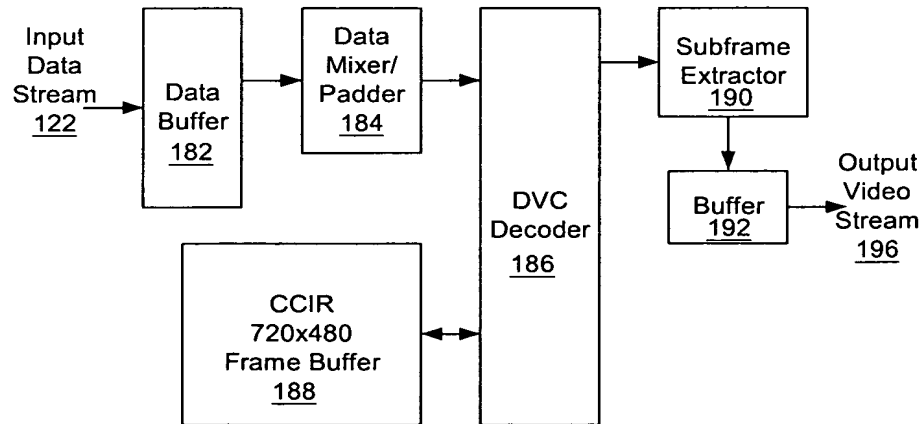 Input
Data
Stream
122
Data
Buffer
182
Data
Mixer/
Padder
184
DVC
Decoder
186
CCIR
720x480
Frame Buffer
188
Subframe
Extractor
190
Buffer
192
Output
Video
Stream
196